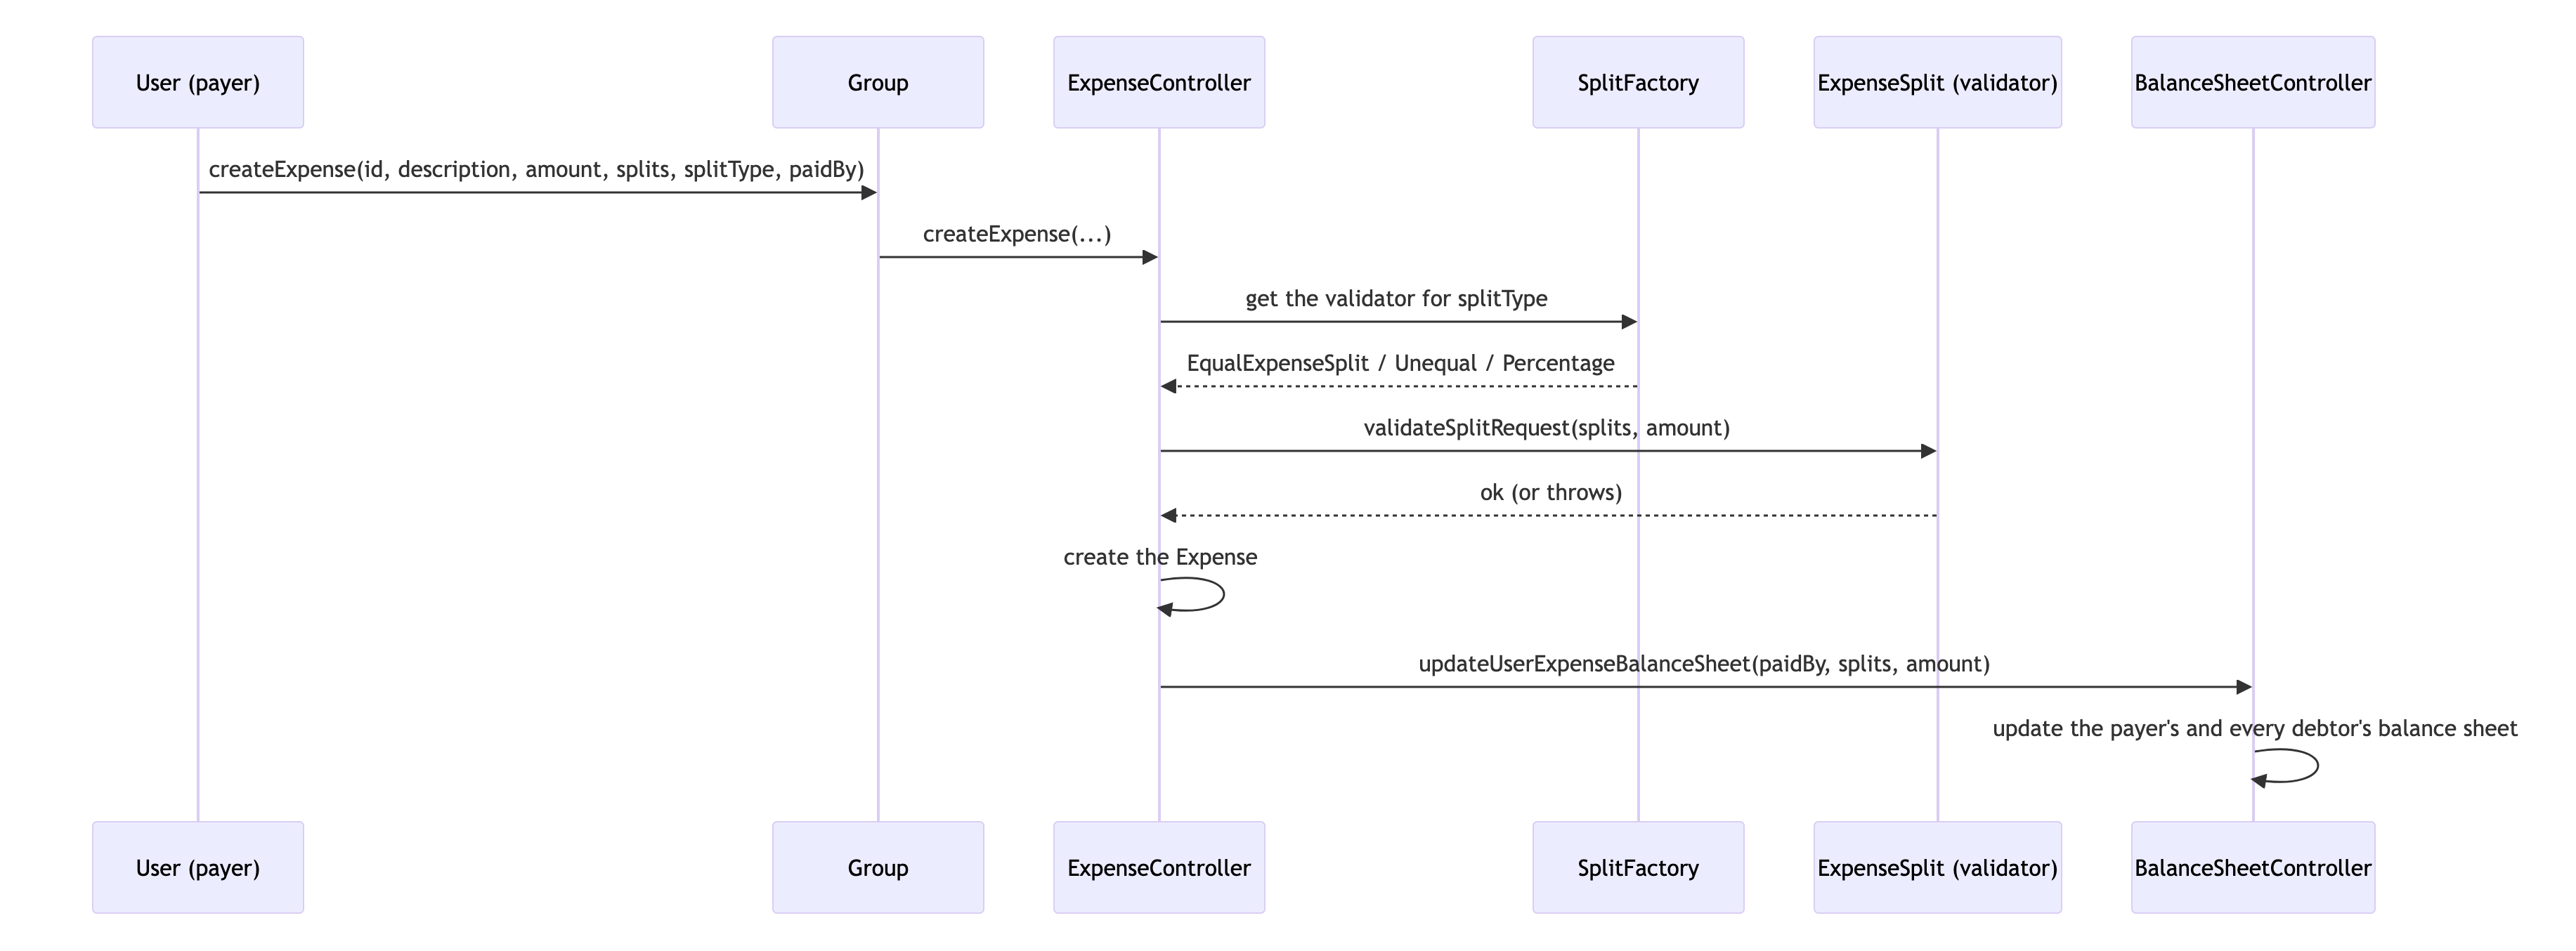 User (payer)
Group
ExpenseController
SplitFactory
ExpenseSplit (validator)
BalanceSheetController
createExpense(id, description, amount, splits, splitType, paidBy)
createExpense(...)
get the validator for splitType
EqualExpenseSplit / Unequal / Percentage
validateSplitRequest(splits, amount)
ok (or throws)
create the Expense
updateUserExpenseBalanceSheet(paidBy, splits, amount)
update the payer's and every debtor's balance sheet
User (payer)
Group
ExpenseController
SplitFactory
ExpenseSplit (validator)
BalanceSheetController